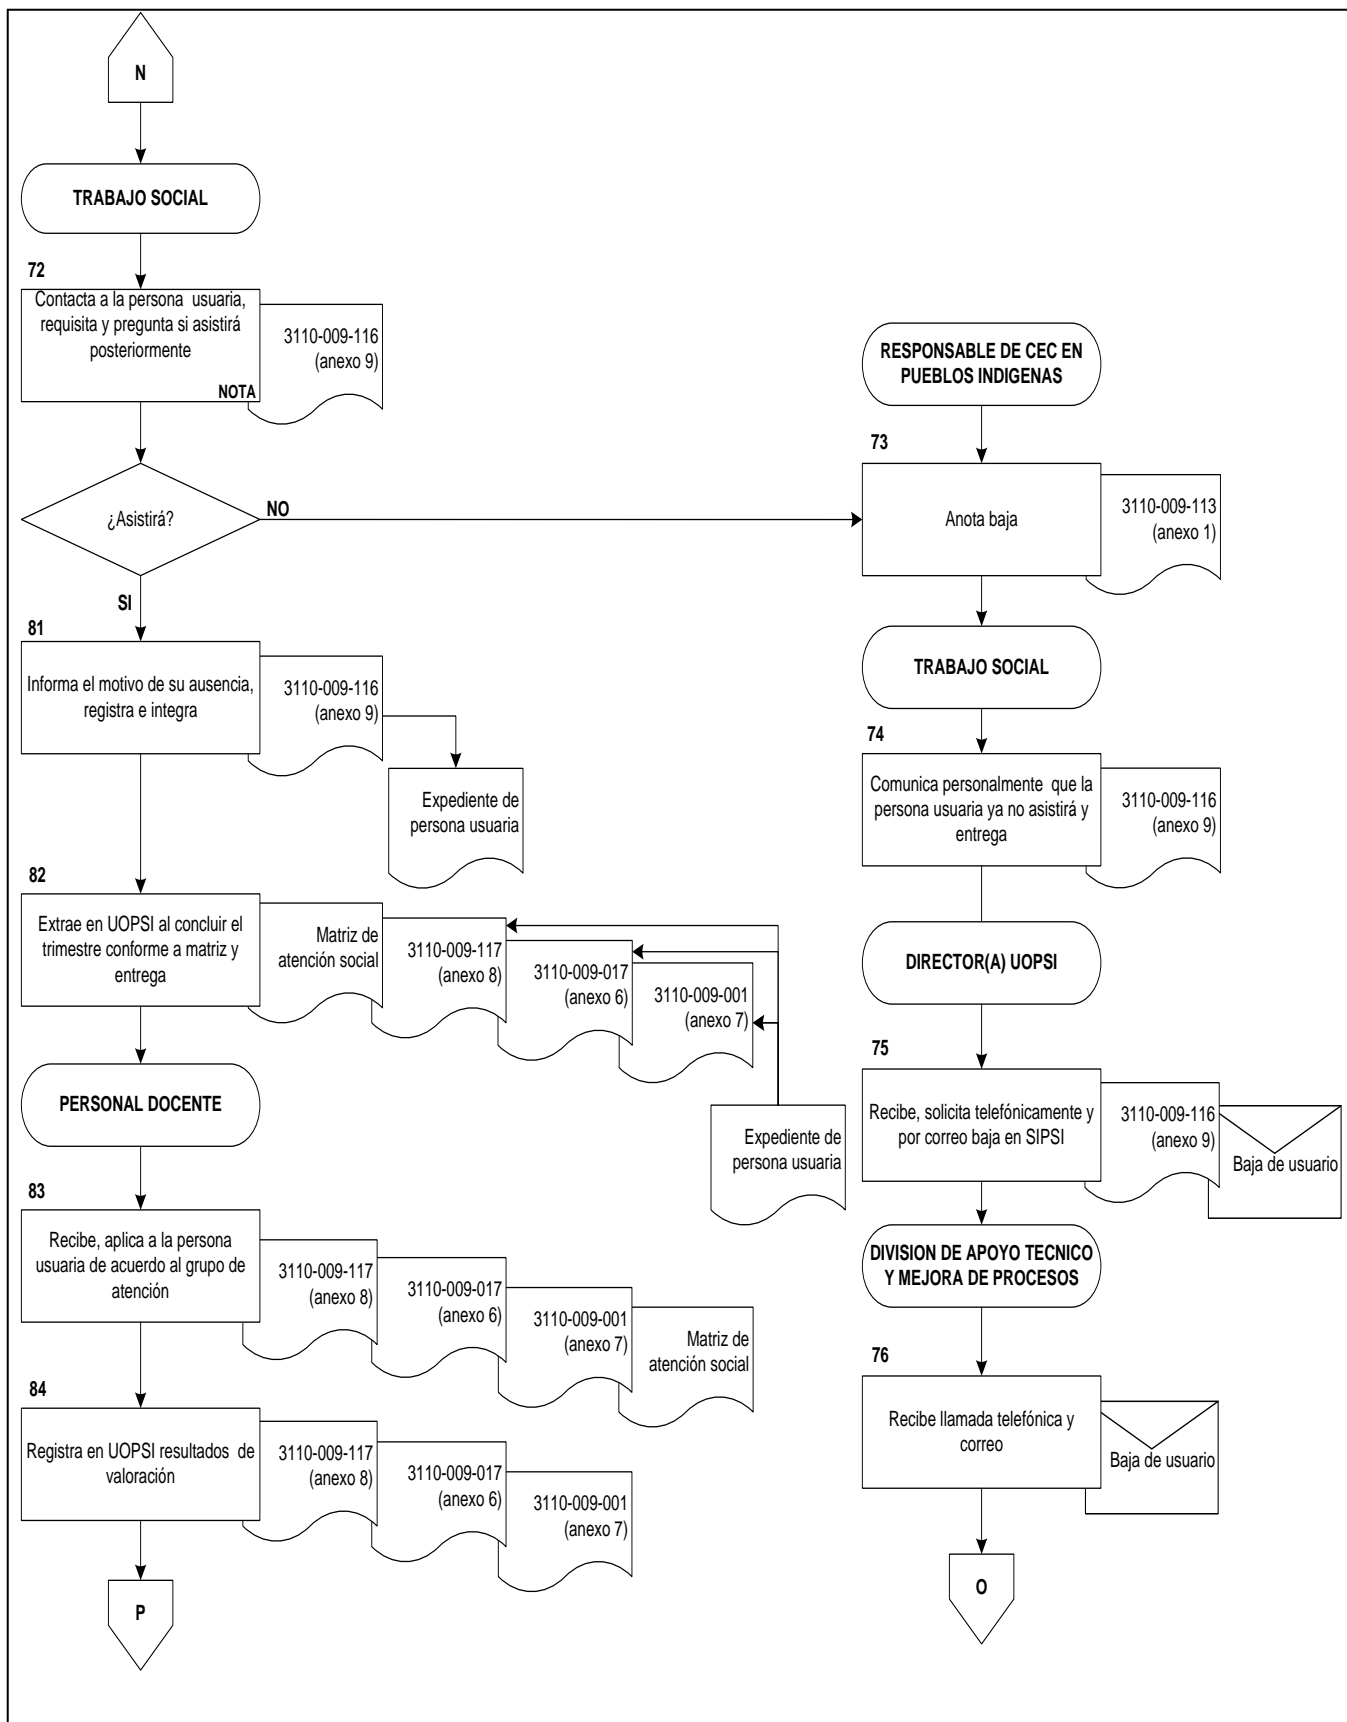 N
TRABAJO SOCIAL
72
Contacta a la persona usuaria,
requisita y pregunta si asistirá
posteriormente
NOTA
3110-009-116
(anexo 9)
¿Asistirá?
NO
SI
81
Informa el motivo de su ausencia,
registra e integra
3110-009-116
(anexo 9)
Expediente de
persona usuaria
82
Extrae en UOPSI al concluir el
trimestre conforme a matriz y
entrega
Matriz de
atención social
3110-009-117
(anexo 8)
3110-009-017
(anexo 6)
3110-009-001
(anexo 7)
Expediente de
persona usuaria
PERSONAL DOCENTE
83
Recibe, aplica a la persona
usuaria de acuerdo al grupo de
atención
3110-009-117
(anexo 8)
3110-009-017
(anexo 6)
3110-009-001
(anexo 7)
Matriz de
atención social
84
Registra en UOPSI resultados de
valoración
3110-009-117
(anexo 8)
3110-009-017
(anexo 6)
3110-009-001
(anexo 7)
P
RESPONSABLE DE CEC EN
PUEBLOS INDIGENAS
73
Anota baja
3110-009-113
(anexo 1)
TRABAJO SOCIAL
74
Comunica personalmente que la
persona usuaria ya no asistirá y
entrega
3110-009-116
(anexo 9)
DIRECTOR(A) UOPSI
75
Recibe, solicita telefónicamente y
por correo baja en SIPSI
3110-009-116
(anexo 9)
Baja de usuario
DIVISION DE APOYO TECNICO
Y MEJORA DE PROCESOS
76
Recibe llamada telefónica y
correo
Baja de usuario
O